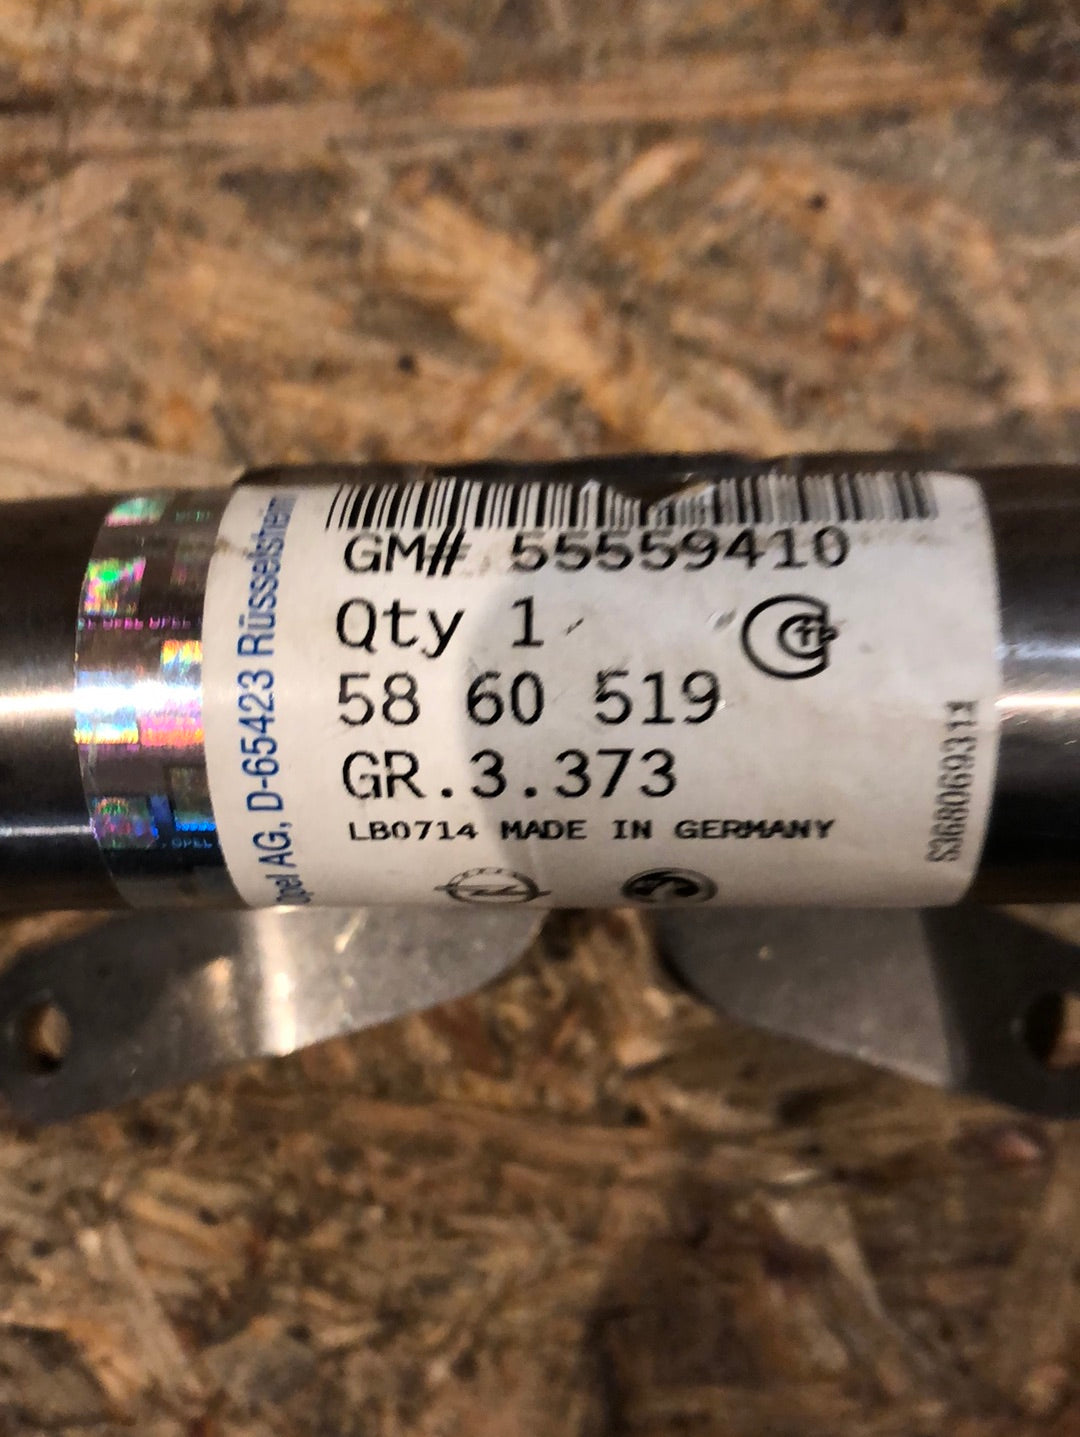 GM# 55559410
Qty 1
58 60 519
GR.3.373
LB0714 MADE IN GERMANY
Opel AG, D-65423 Rüsselsheim
S36806931
OPEL